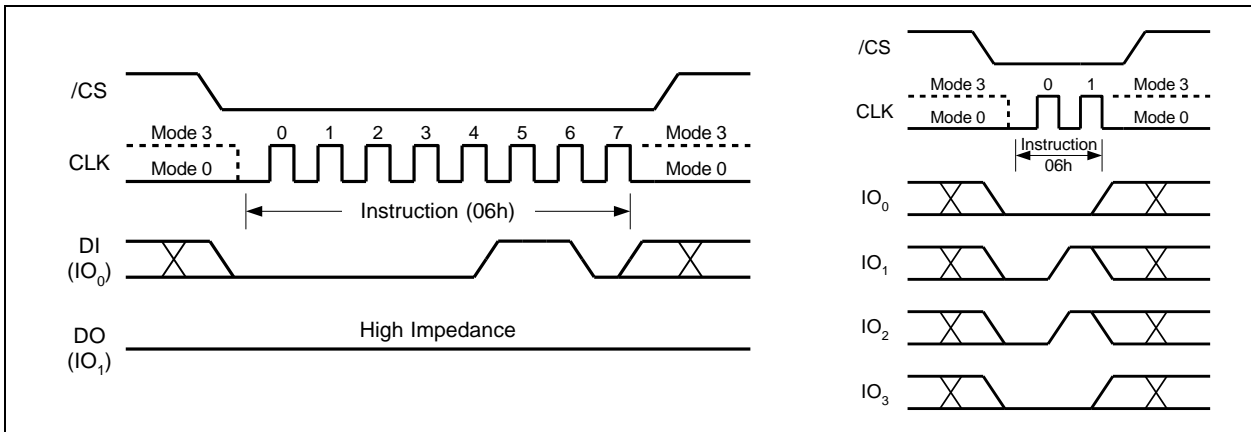 /CS
Mode 3 0 1 2 3 4 5 6 7 Mode 3
CLK
Mode 0 Mode 0
Instruction (06h)
DI
(IO0)
High Impedance
DO
(IO1)
/CS
Mode 3 0 1 Mode 3
CLK
Mode 0 Mode 0
Instruction
06h
IO0
IO1
IO2
IO3